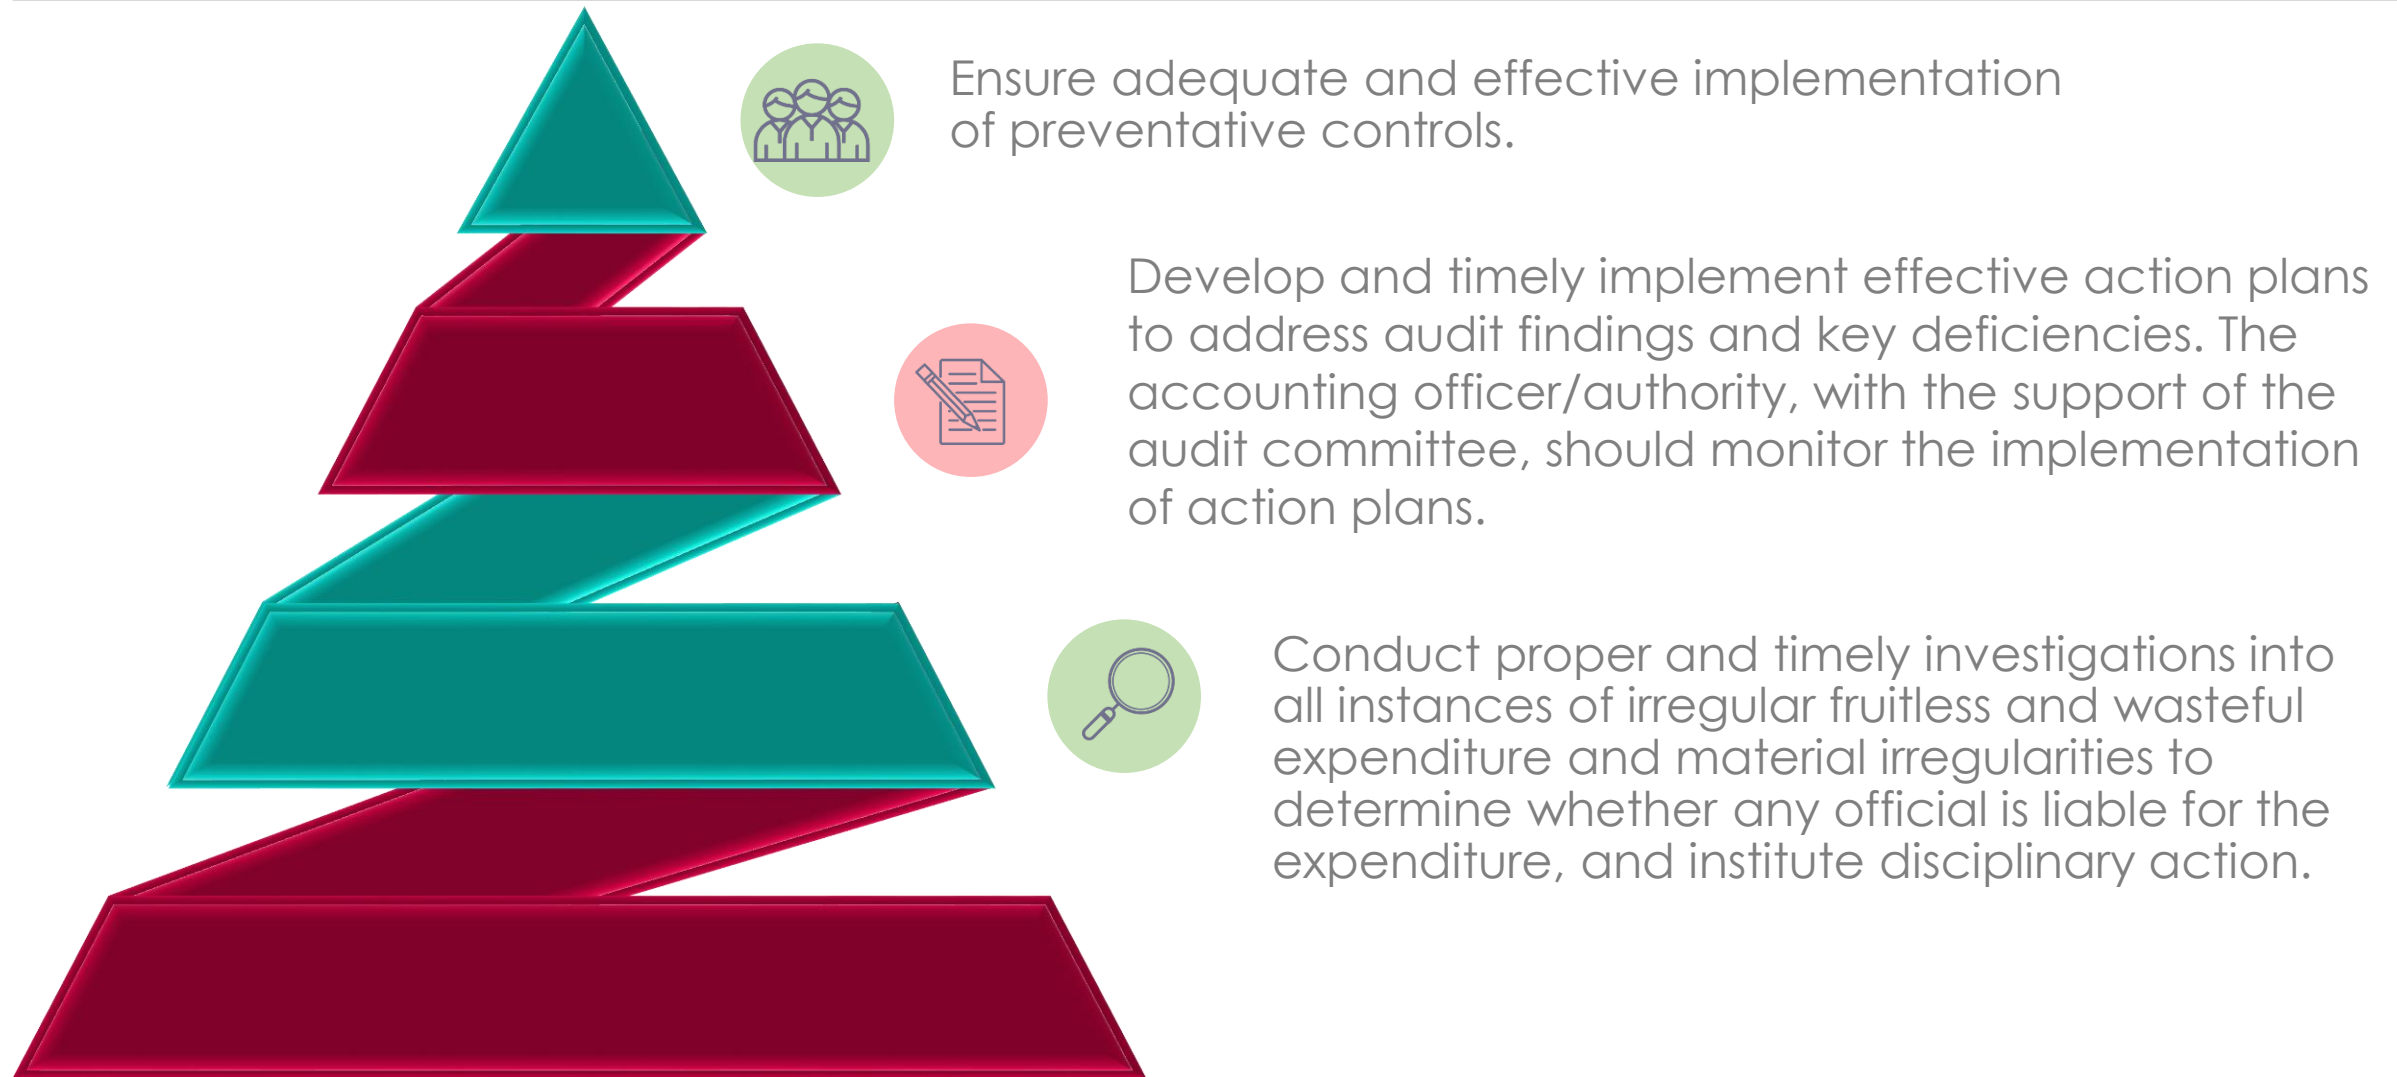 Ensure adequate and effective implementation
of preventative controls.
Develop and timely implement effective action plans
to address audit findings and key deficiencies. The
accounting officer/authority, with the support of the
audit committee, should monitor the implementation
of action plans.
Conduct proper and timely investigations into
all instances of irregular fruitless and wasteful
expenditure and material irregularities to
determine whether any official is liable for the
expenditure, and institute disciplinary action.